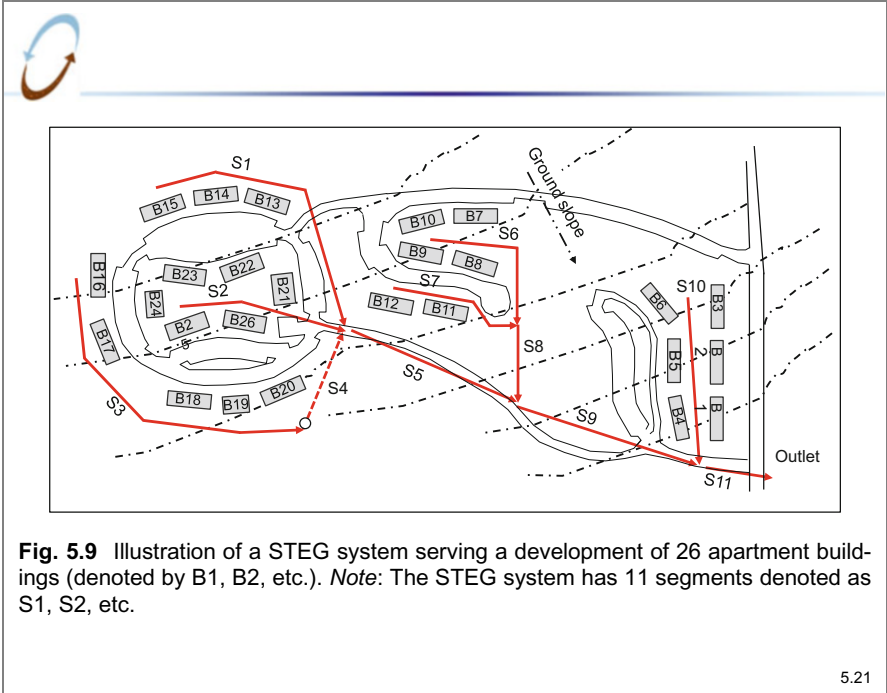 S1
B15
B14
B13
Ground slope
B10
B7
B9
S6
B8
B16
B23
B22
S2
B21
B24
B2
5
B26
S7
B12
B11
S10
B6
B3
B17
B5
B
2
S8
S5
S4
S3
B18
B19
B20
S9
B4
B
1
Outlet
S11
Fig. 5.9 Illustration of a STEG system serving a development of 26 apartment build-
ings (denoted by B1, B2, etc.). Note: The STEG system has 11 segments denoted as
S1, S2, etc.
5.21